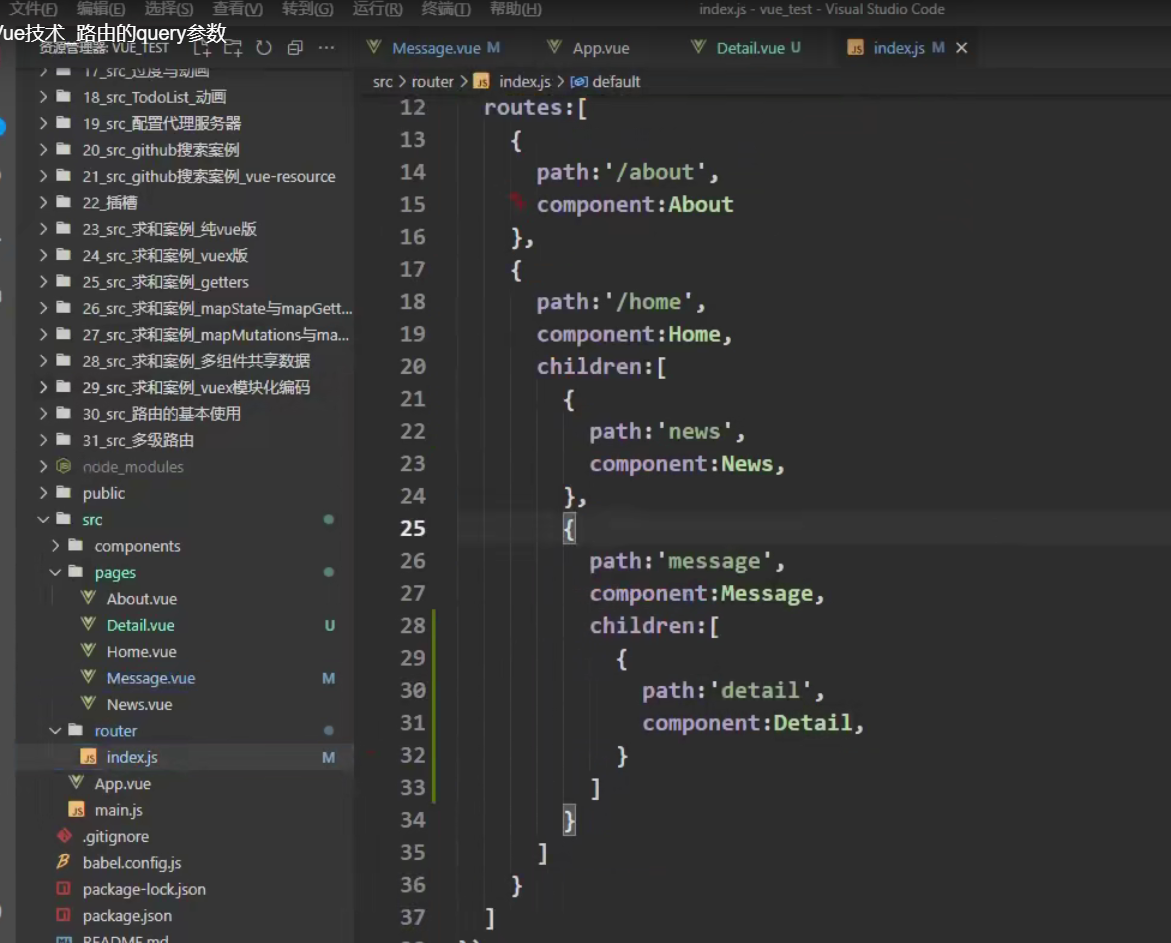 文件(F) 编辑(E) 选择(S) 查看(V) 转到(G) 运行(R) 终端(T) 帮助(H) index.js - vue_test - Visual Studio Code
Vue技术_路由的query参数
资源管理器: VUE_TEST
17_src_过度与动画
18_src_TodoList_动画
19_src_配置代理服务器
20_src_github搜索案例
21_src_github搜索案例_vue-resource
22_插槽
23_src_求和案例_纯vue版
24_src_求和案例_vuex版
25_src_求和案例_getters
26_src_求和案例_mapState与mapGett...
27_src_求和案例_mapMutations与ma...
28_src_求和案例_多组件共享数据
29_src_求和案例_vuex模块化编码
30_src_路由的基本使用
31_src_多级路由
node_modules
public
src
components
pages
About.vue
Detail.vue U
Home.vue
Message.vue M
News.vue
router
JS index.js M
App.vue
JS main.js
.gitignore
babel.config.js
package-lock.json
package.json
README.md
Message.vue M App.vue Detail.vue U JS index.js M
src > router > JS index.js > default
12 routes:[
13 {
14 path:'/about',
15 component:About
16 },
17 {
18 path:'/home',
19 component:Home,
20 children:[
21 {
22 path:'news',
23 component:News,
24 },
25 {
26 path:'message',
27 component:Message,
28 children:[
29 {
30 path:'detail',
31 component:Detail,
32 }
33 ]
34 }
35 ]
36 }
37 ]